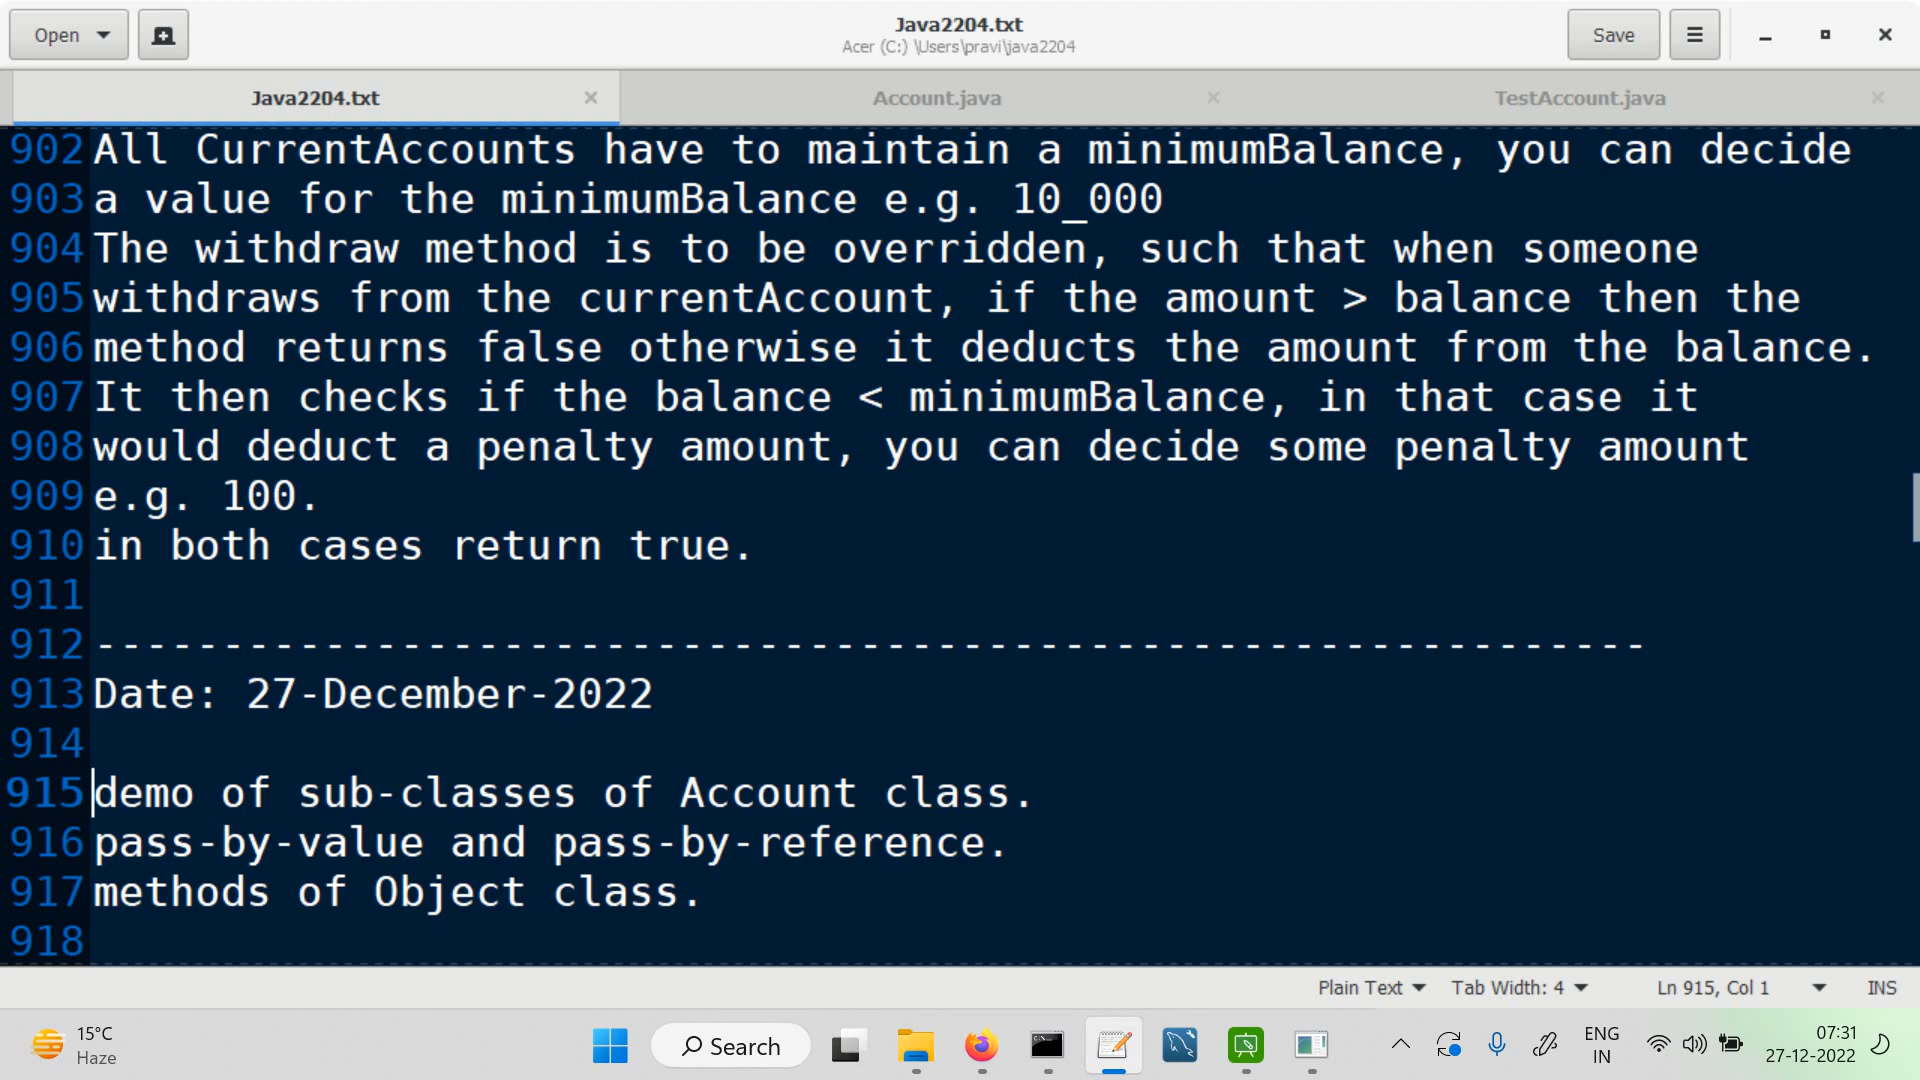 Open
Java2204.txt
Acer (C:) \Users\pravi\java2204
Save
Java2204.txt
Account.java
TestAccount.java
902 All CurrentAccounts have to maintain a minimumBalance, you can decide
903 a value for the minimumBalance e.g. 10_000
904 The withdraw method is to be overridden, such that when someone
905 withdraws from the currentAccount, if the amount > balance then the
906 method returns false otherwise it deducts the amount from the balance.
907 It then checks if the balance < minimumBalance, in that case it
908 would deduct a penalty amount, you can decide some penalty amount
909 e.g. 100.
910 in both cases return true.
911
912 -------------------------------------------------------------
913 Date: 27-December-2022
914
915 demo of sub-classes of Account class.
916 pass-by-value and pass-by-reference.
917 methods of Object class.
918
Plain Text
Tab Width: 4
Ln 915, Col 1
INS
15°C
Haze
Search
ENG
IN
07:31
27-12-2022